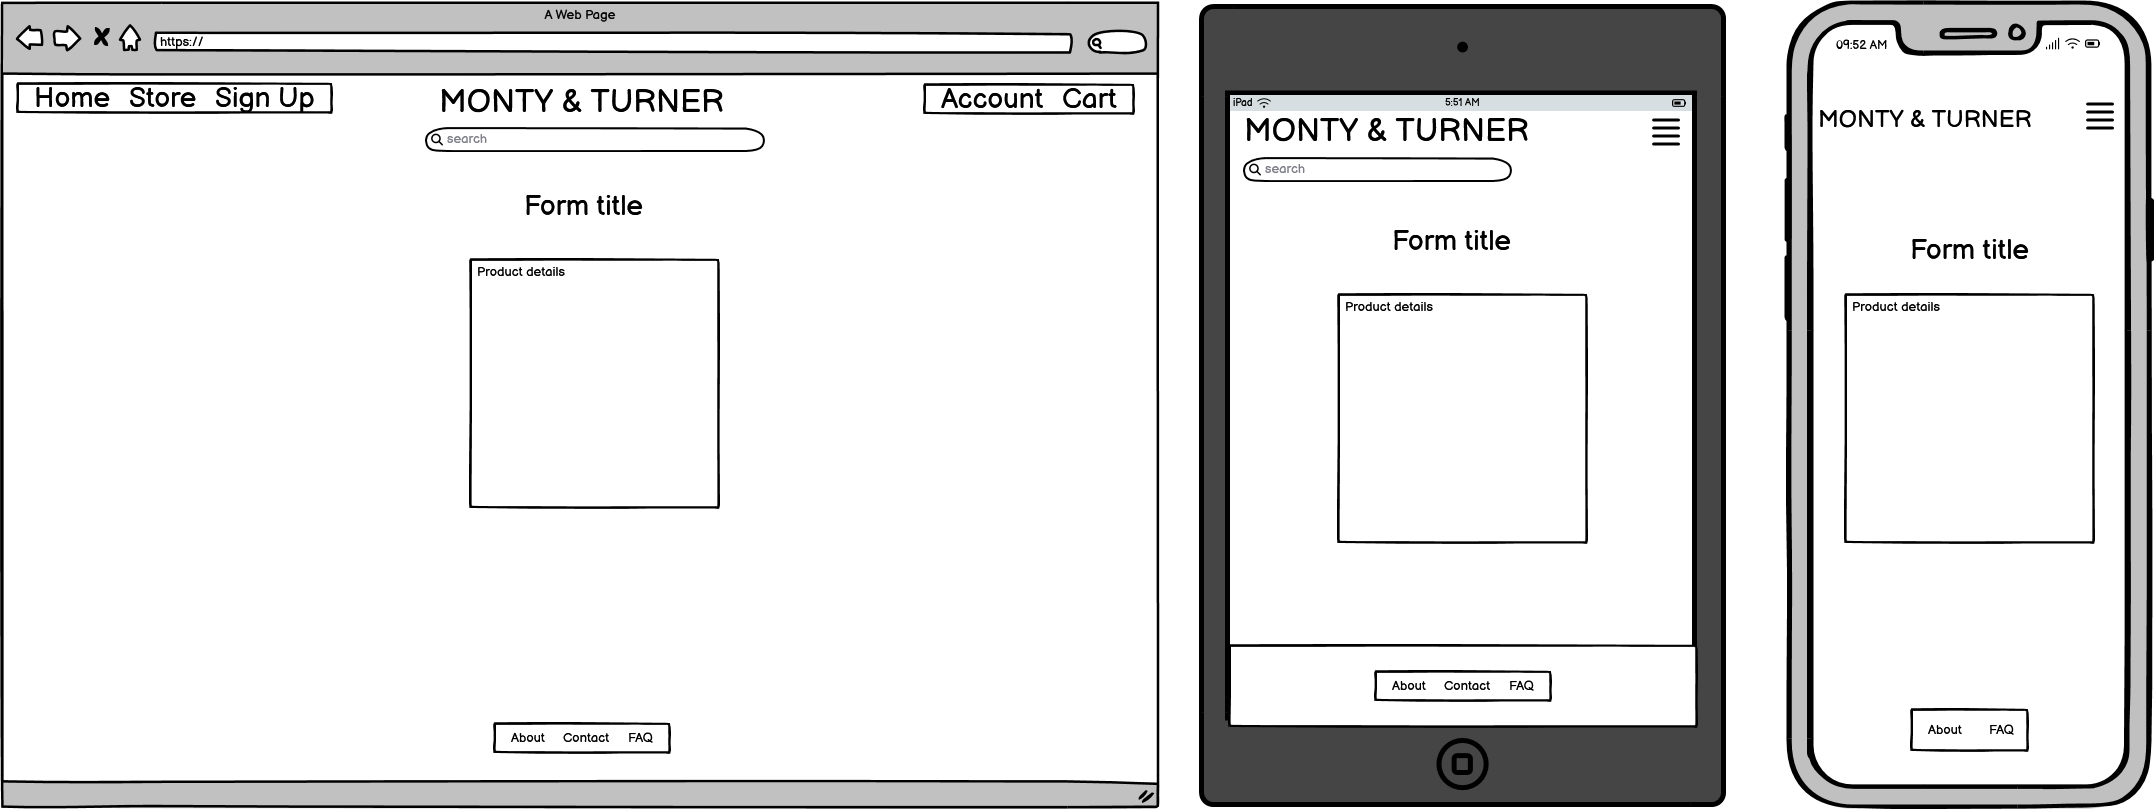 A Web Page
https://
Home Store Sign Up
MONTY & TURNER
Account Cart
search
Form title
Product details
About Contact FAQ
iPad
5:51 AM
MONTY & TURNER
search
Form title
Product details
About Contact FAQ
09:52 AM
MONTY & TURNER
Form title
Product details
About FAQ